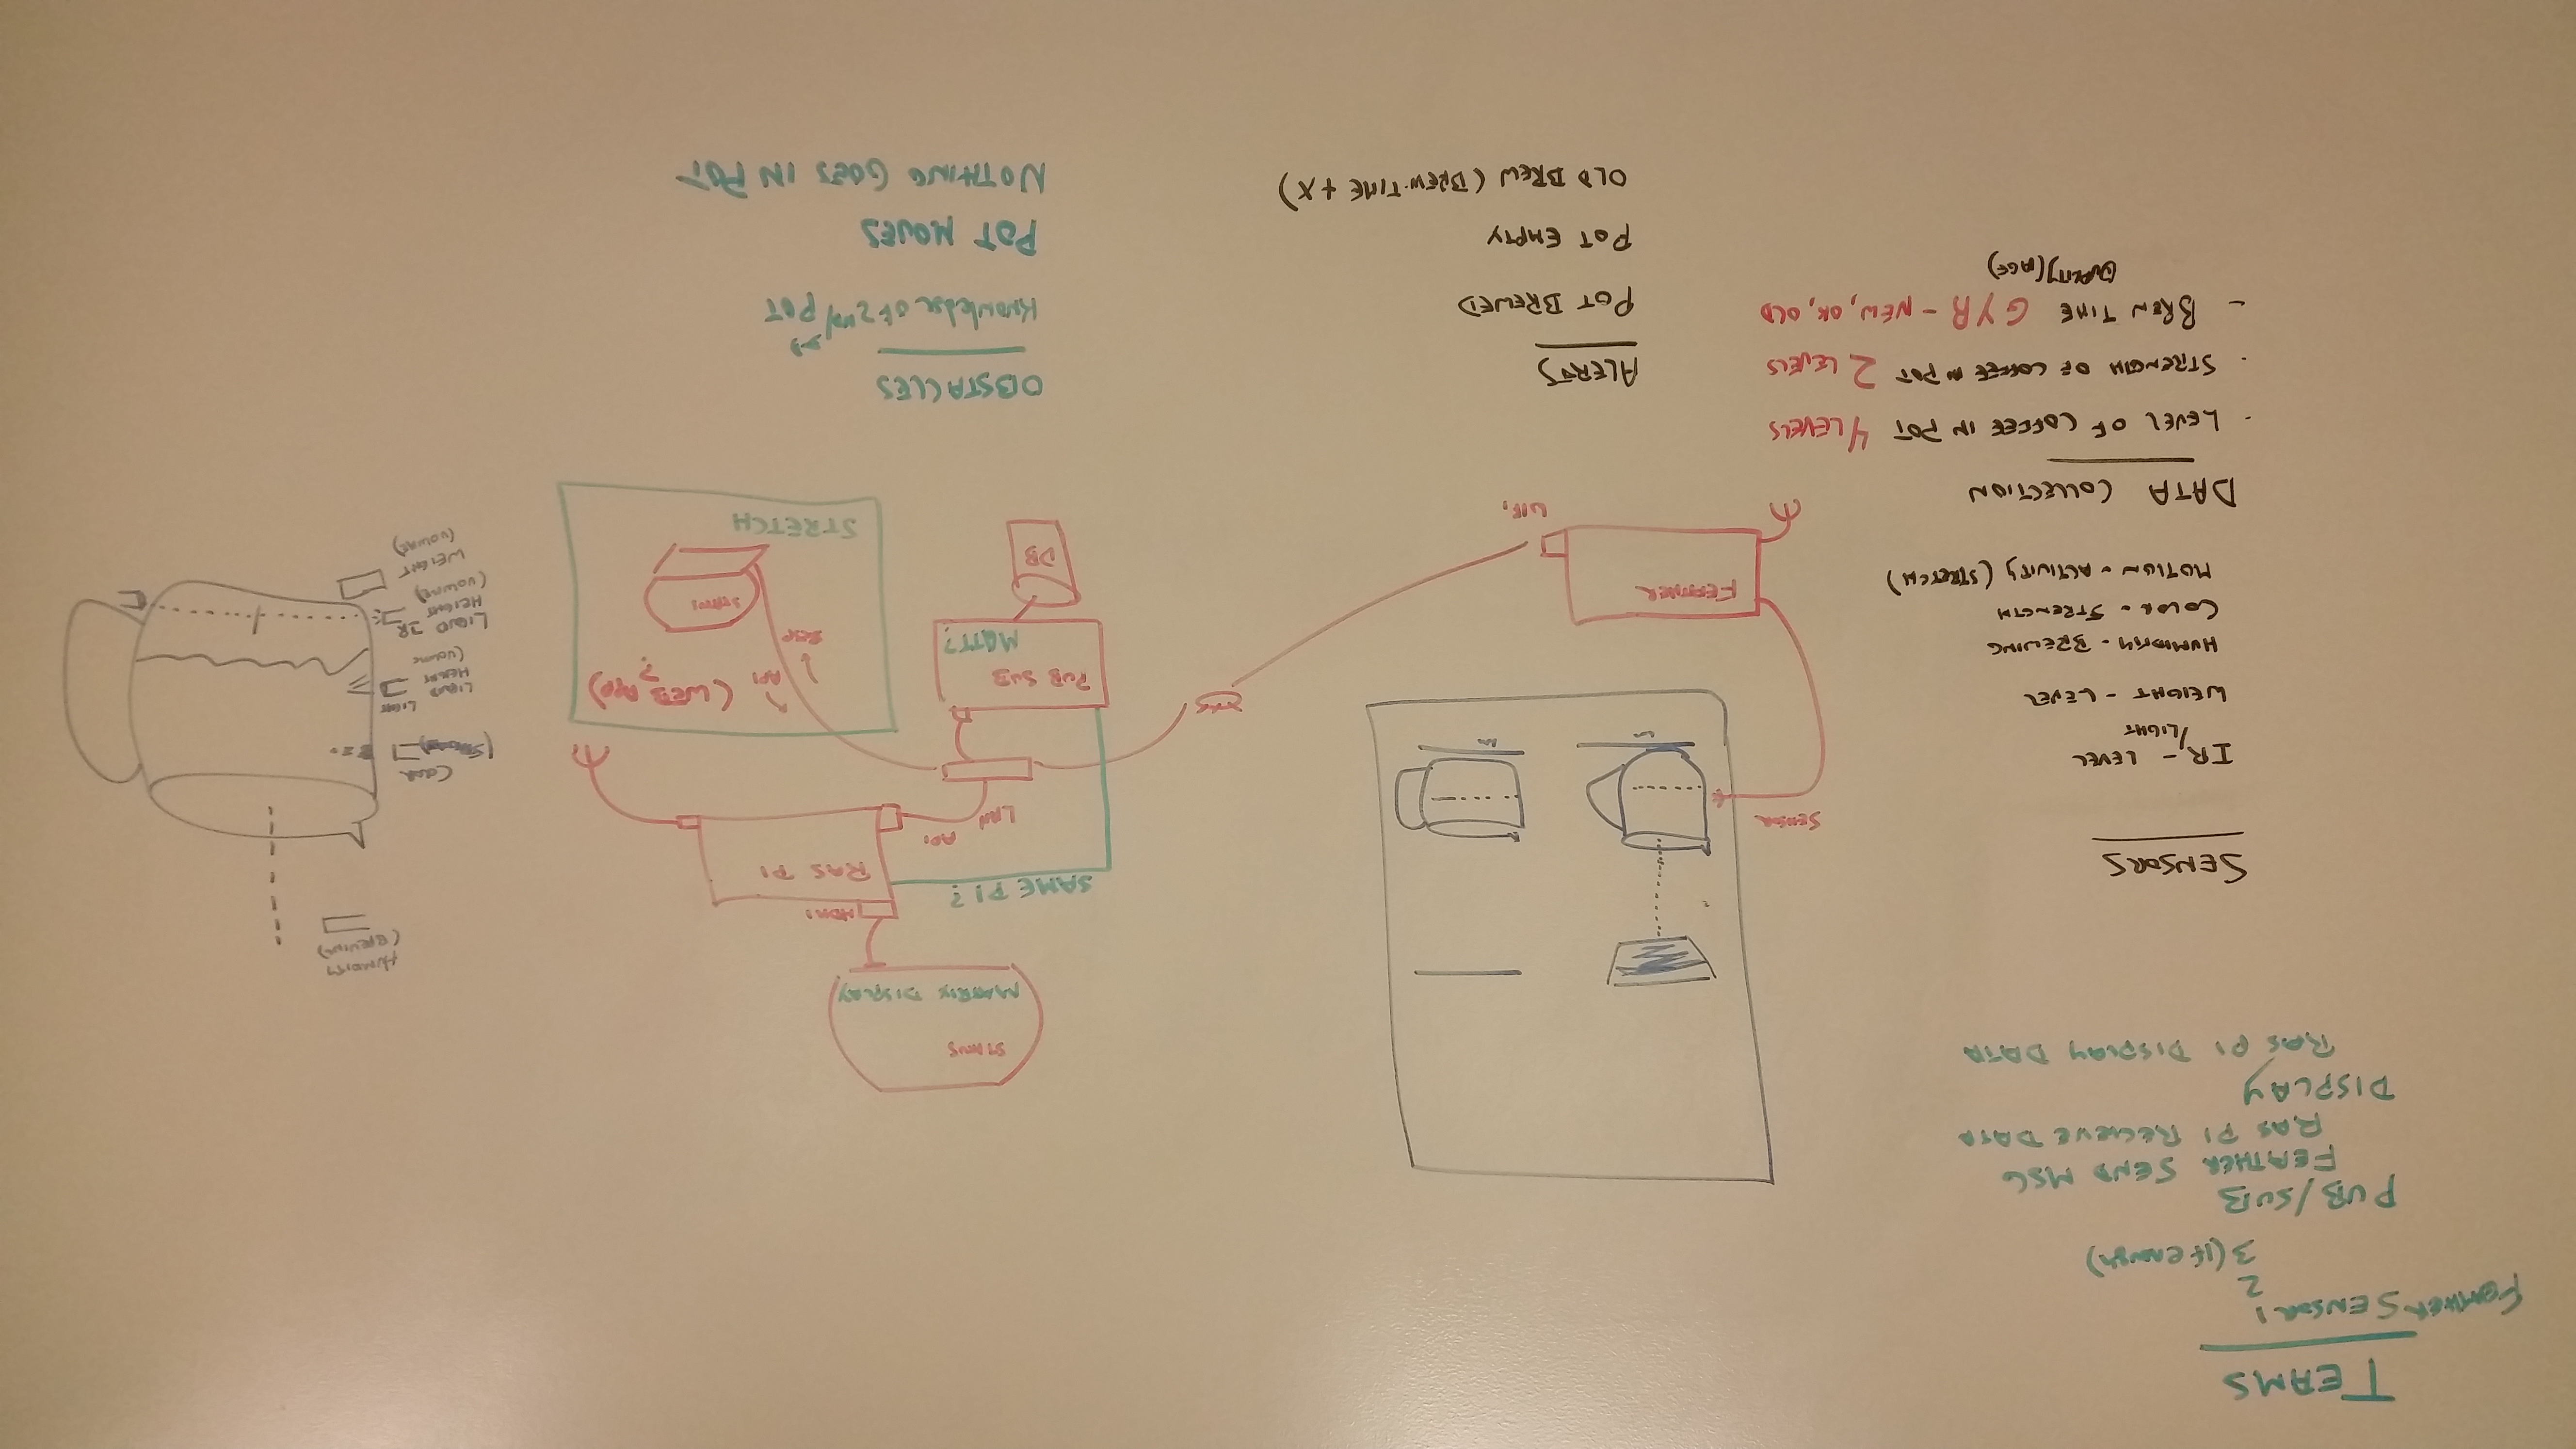 TEAMS
FEATHER SENSOR 1
2
3 (if enough)
PUB/SUB
FEATHER SEND MSG
RAS PI RECIEVE DATA
DISPLAY
RAS PI DISPLAY DATA
SENSORS
IR/LIGHT - LEVEL
WEIGHT - LEVEL
HUMIDITY - BREWING
COLOR - STRENGTH
MOTION - ACTIVITY (STRETCH)
DATA COLLECTION
- LEVEL OF COFFEE IN POT 4 LEVELS
- STRENGTH OF COFFEE IN POT 2 LEVELS
- BREW TIME GYR - NEW, OK, OLD
QUALITY (AGE)
SENSOR
FEATHER
WIFI
ALERTS
POT BREWED
POT EMPTY
OLD BREW (BREW-TIME + X)
STATUS
MATRIX DISPLAY
HDMI
SAME PI?
RAS PI
LAN API
PUB SUB
MATT?
DB
(WEB APP)
?
API
STATUS
STRETCH
OBSTACLES
Knowledge of 2nd/ POT
POT MOVES
NOTHING GOES IN POT
HUMIDITY
(BREWING)
COLOR
LIGHT
LIQUID
HEIGHT
(VOLUME
LIQUID IR
HEIGHT
(VOLUME)
WEIGHT
(VOLUME)